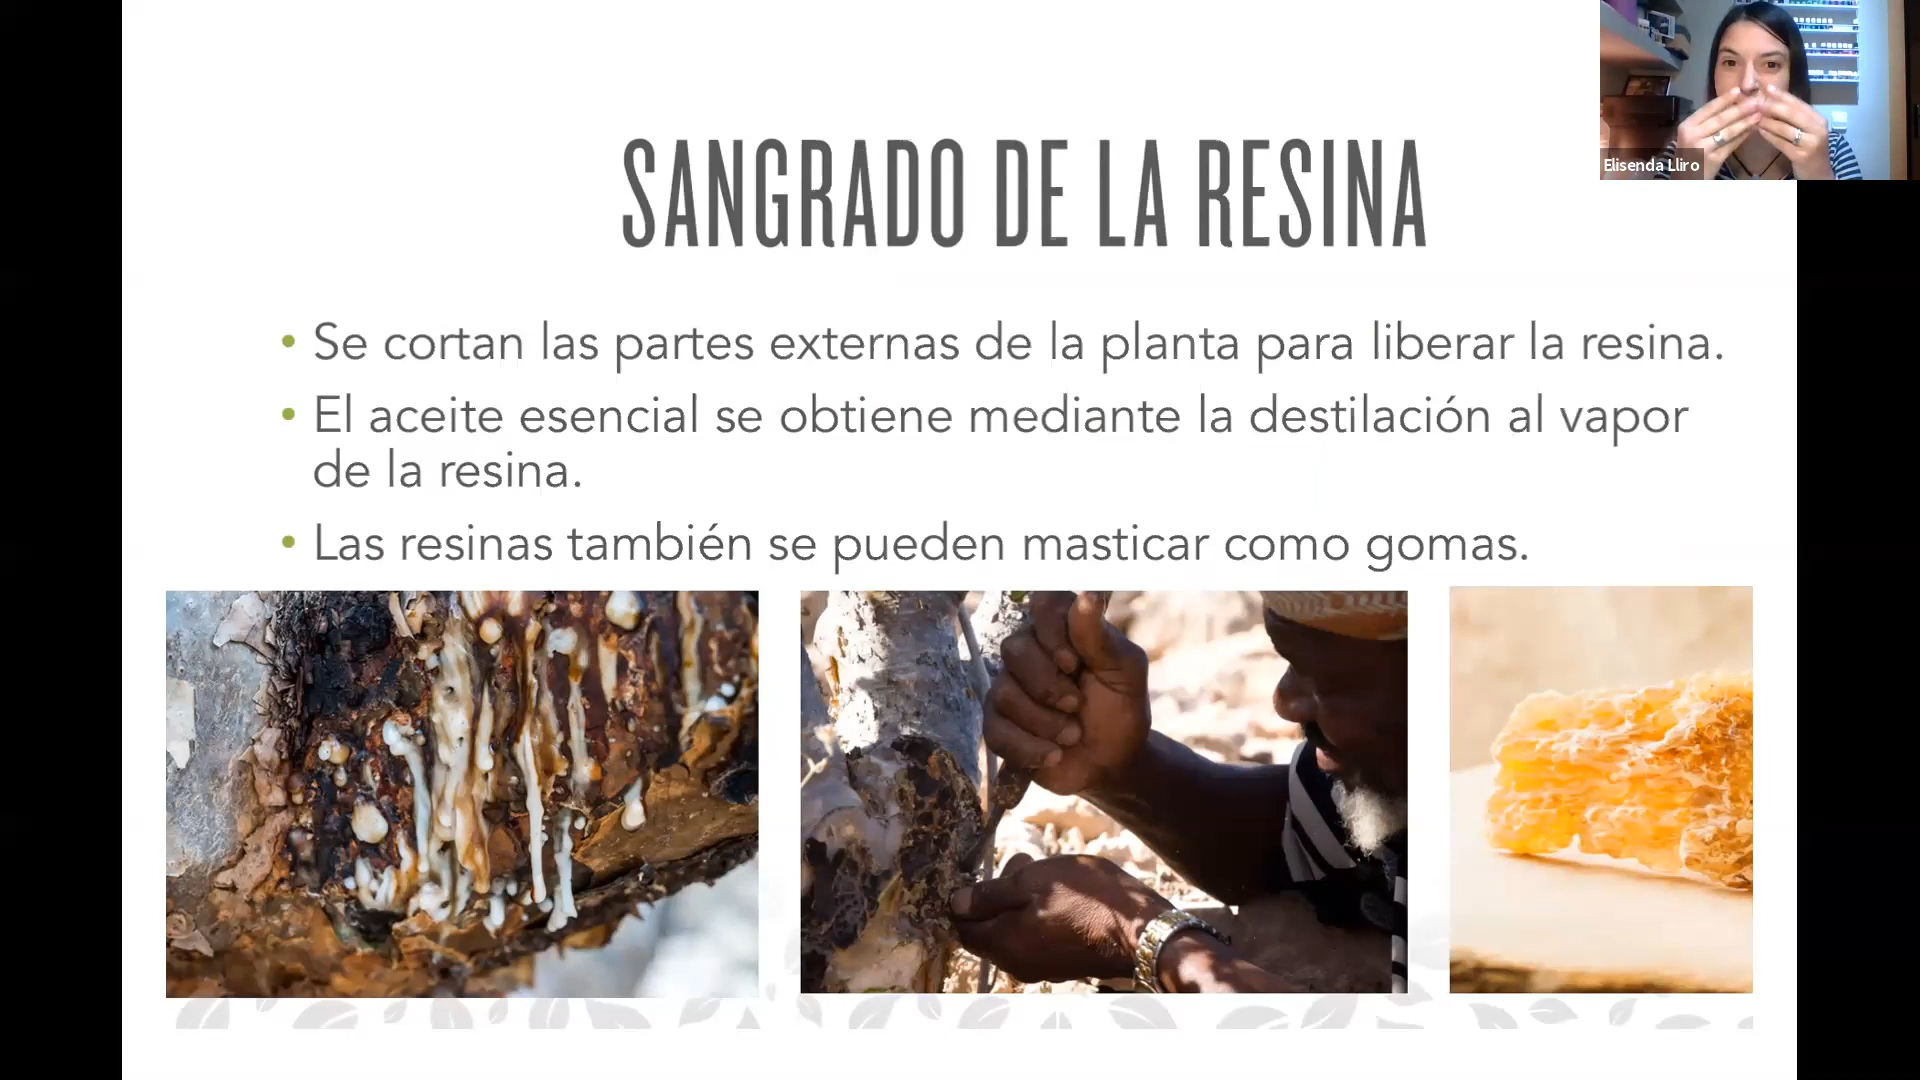 Elisenda Lliro
SANGRADO DE LA RESINA
• Se cortan las partes externas de la planta para liberar la resina.
• El aceite esencial se obtiene mediante la destilación al vapor
de la resina.
• Las resinas también se pueden masticar como gomas.